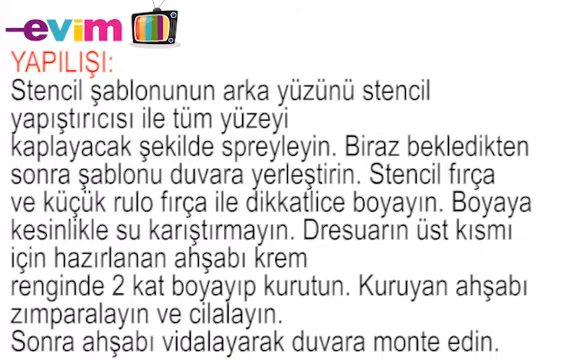 evim
YAPILIŞI:
Stencil şablonunun arka yüzünü stencil
yapıştırıcısı ile tüm yüzeyi
kaplayacak şekilde spreyleyin. Biraz bekledikten
sonra şablonu duvara yerleştirin. Stencil fırça
ve küçük rulo fırça ile dikkatlice boyayın. Boyaya
kesinlikle su karıştırmayın. Dresuarın üst kısmı
için hazırlanan ahşabı krem
renginde 2 kat boyayıp kurutun. Kuruyan ahşabı
zımparalayın ve cilalayın.
Sonra ahşabı vidalayarak duvara monte edin.